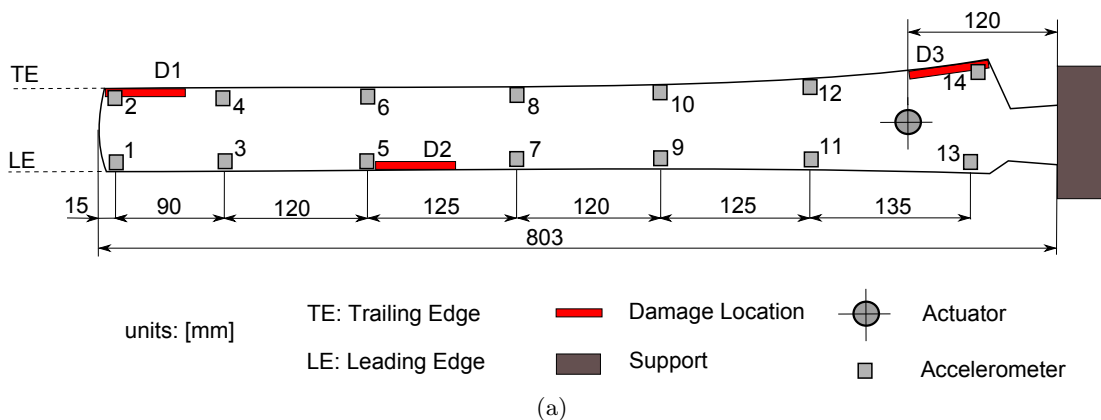 120
D1
D3
TE
2
4
6
8
10
12
14
LE
1
3
5
D2
7
9
11
13
15
90
120
125
120
125
135
803
units: [mm]
TE: Trailing Edge
Damage Location
Actuator
LE: Leading Edge
Support
Accelerometer
(a)